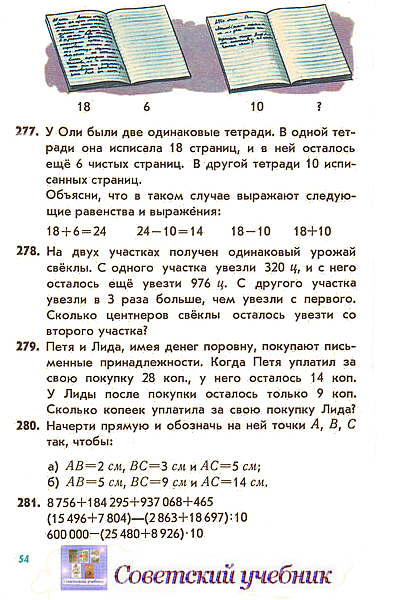 18 6 10 ?
277. У Оли были две одинаковые тетради. В одной тет-
ради она исписала 18 страниц, и в ней осталось
ещё 6 чистых страниц. В другой тетради 10 испи-
санных страниц.
Объясни, что в таком случае выражают следую-
щие равенства и выраже́ния:
18+6=24 24−10=14 18−10 18+10
278. На двух участках получен одинаковый урожай
свёклы. С одного участка увезли 320 ц, и с него
осталось ещё увезти 976 ц. С другого участка
увезли в 3 раза больше, чем увезли с первого.
Сколько центнеров свёклы осталось увезти со
второго участка?
279. Петя и Лида, имея денег поровну, покупают пись-
менные принадлежности. Когда Петя уплатил за
свою покупку 28 коп., у него осталось 14 коп.
У Лиды после покупки осталось только 9 коп.
Сколько копеек уплатила за свою покупку Лида?
280. Начерти прямую и обозначь на ней точки A, B, C
так, чтобы:
а) AB=2 см, BC=3 см и AC=5 см;
б) AB=5 см, BC=9 см и AC=14 см.
281. 8 756+184 295+937 068+465
(15 496+7 804)—(2 863+18 697):10
600 000—(25 480+8 926)·10
54
Советский учебник